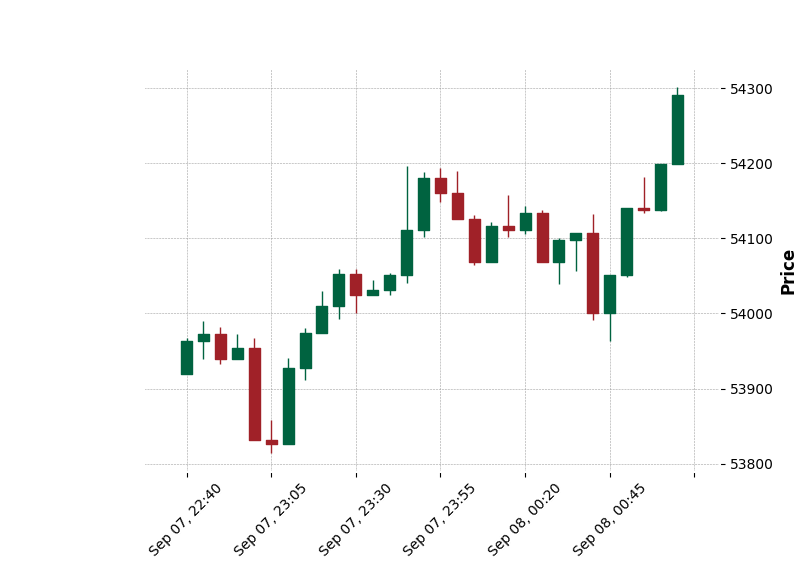 54300
54200
54100
54000
53900
53800
Price
Sep 07, 22:40
Sep 07, 23:05
Sep 07, 23:30
Sep 07, 23:55
Sep 08, 00:20
Sep 08, 00:45